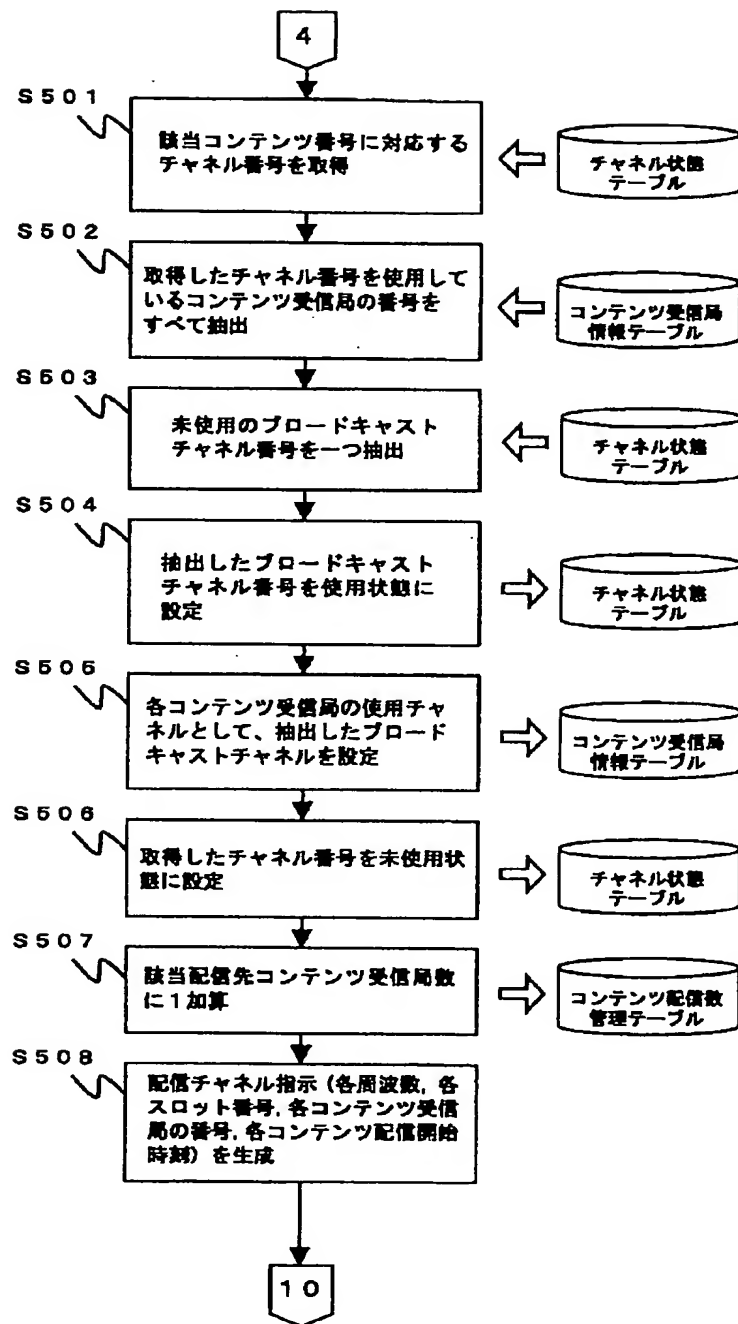 4
S501
該当コンテンツ番号に対応する
チャネル番号を取得
チャネル状態
テーブル
S502
取得したチャネル番号を使用して
いるコンテンツ受信局の番号を
すべて抽出
コンテンツ受信局
情報テーブル
S503
未使用のブロードキャスト
チャネル番号を一つ抽出
チャネル状態
テーブル
S504
抽出したブロードキャスト
チャネル番号を使用状態に
設定
チャネル状態
テーブル
S505
各コンテンツ受信局の使用チャ
ネルとして、抽出したブロード
キャストチャネルを設定
コンテンツ受信局
情報テーブル
S506
取得したチャネル番号を未使用状
態に設定
チャネル状態
テーブル
S507
該当配信先コンテンツ受信局数
に1加算
コンテンツ配信数
管理テーブル
S508
配信チャネル指示（各周波数，各
スロット番号，各コンテンツ受信
局の番号，各コンテンツ配信開始
時刻）を生成
10